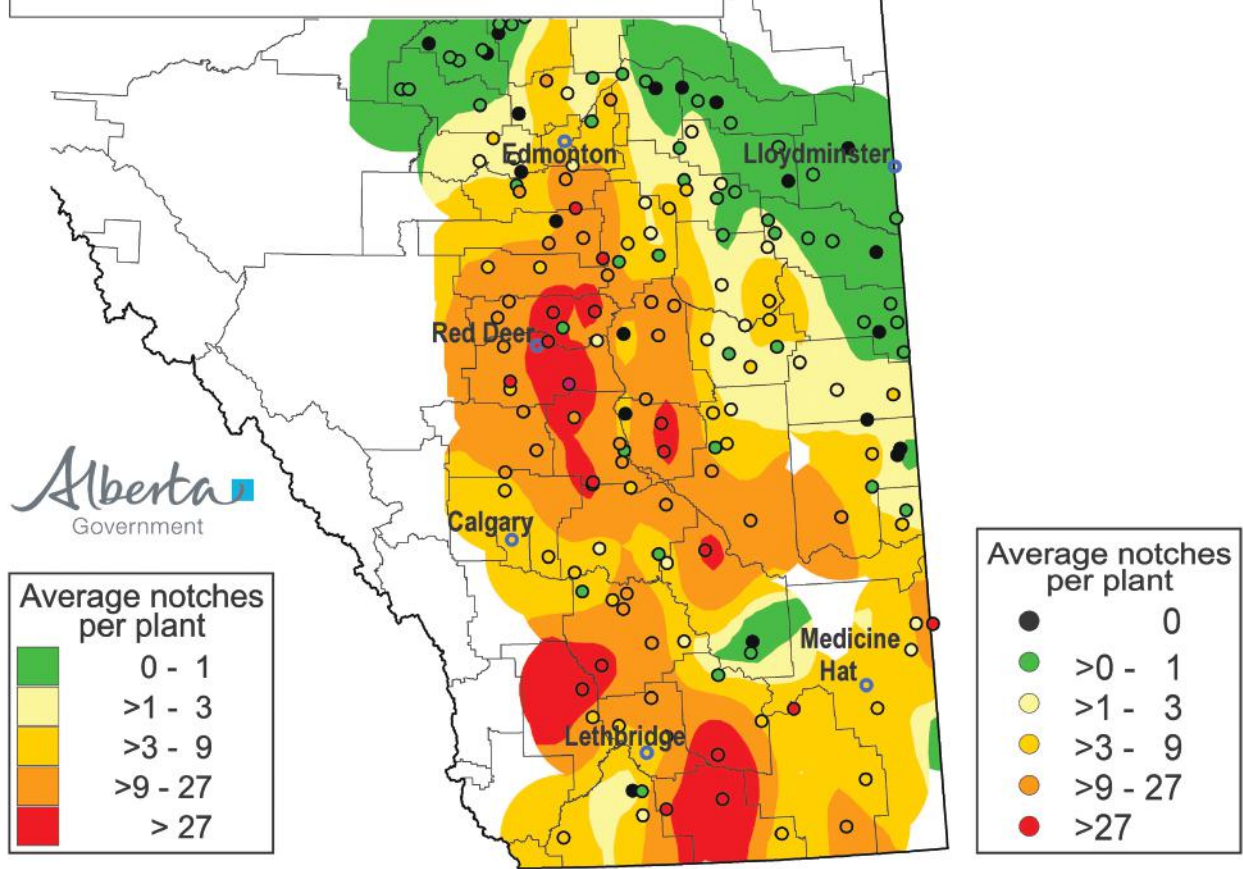 Edmonton
Lloydminster
Red Deer
Alberta
Government
Calgary
Medicine
Hat
Lethbridge
Average notches
per plant
0 - 1
>1 - 3
>3 - 9
>9 - 27
> 27
Average notches
per plant
0
>0 - 1
>1 - 3
>3 - 9
>9 - 27
>27